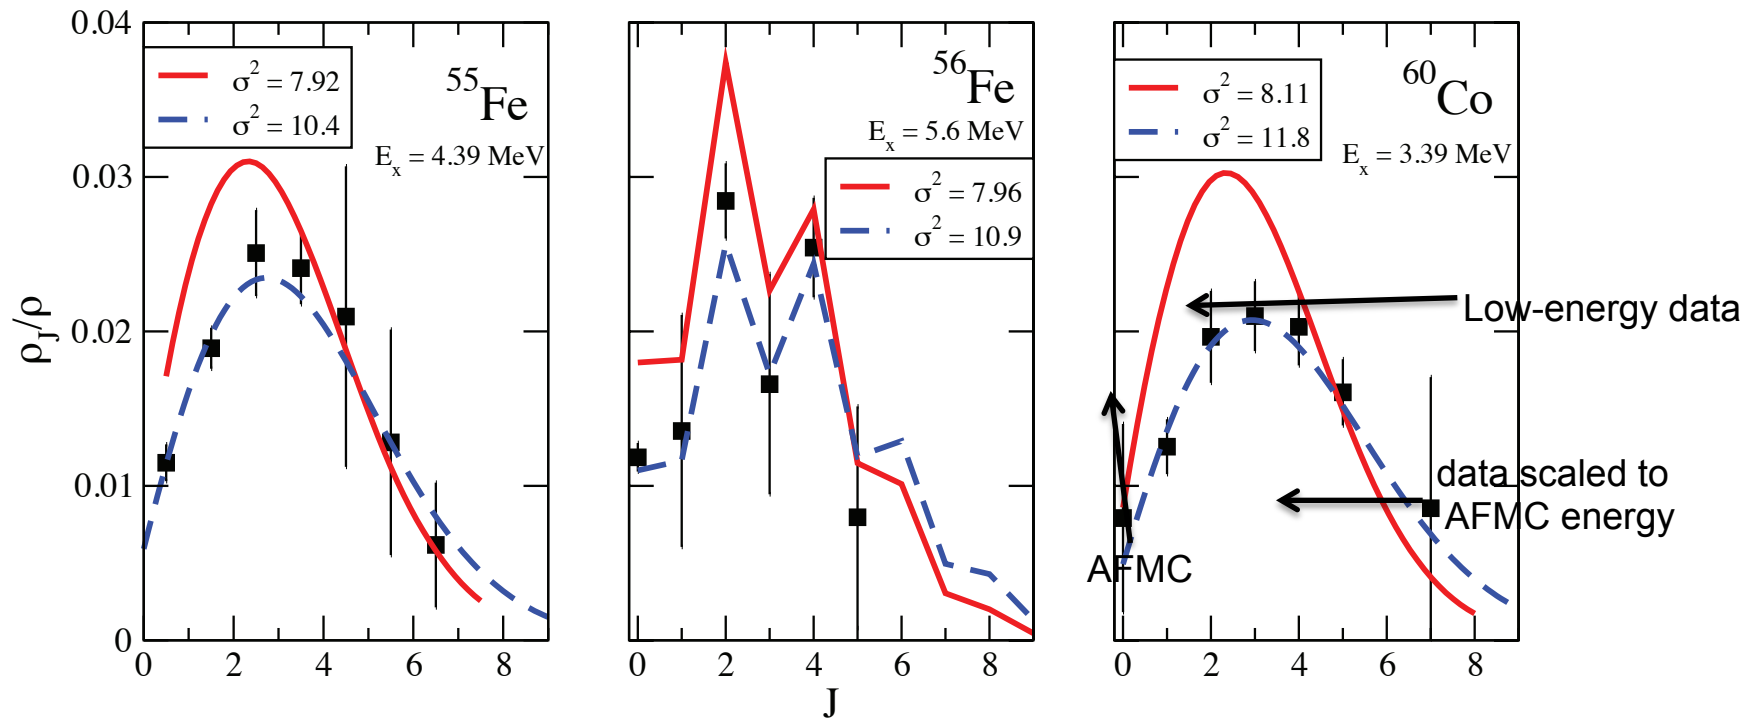 0.04
0.03
0.02
0.01
0
ρJ/ρ
σ² = 7.92
σ² = 10.4
⁵⁵Fe
Eₓ = 4.39 MeV
0 2 4 6 8
⁵⁶Fe
Eₓ = 5.6 MeV
σ² = 7.96
σ² = 10.9
0 2 4 6 8
J
σ² = 8.11
σ² = 11.8
⁶⁰Co
Eₓ = 3.39 MeV
Low-energy data
data scaled to
AFMC energy
AFMC
0 2 4 6 8